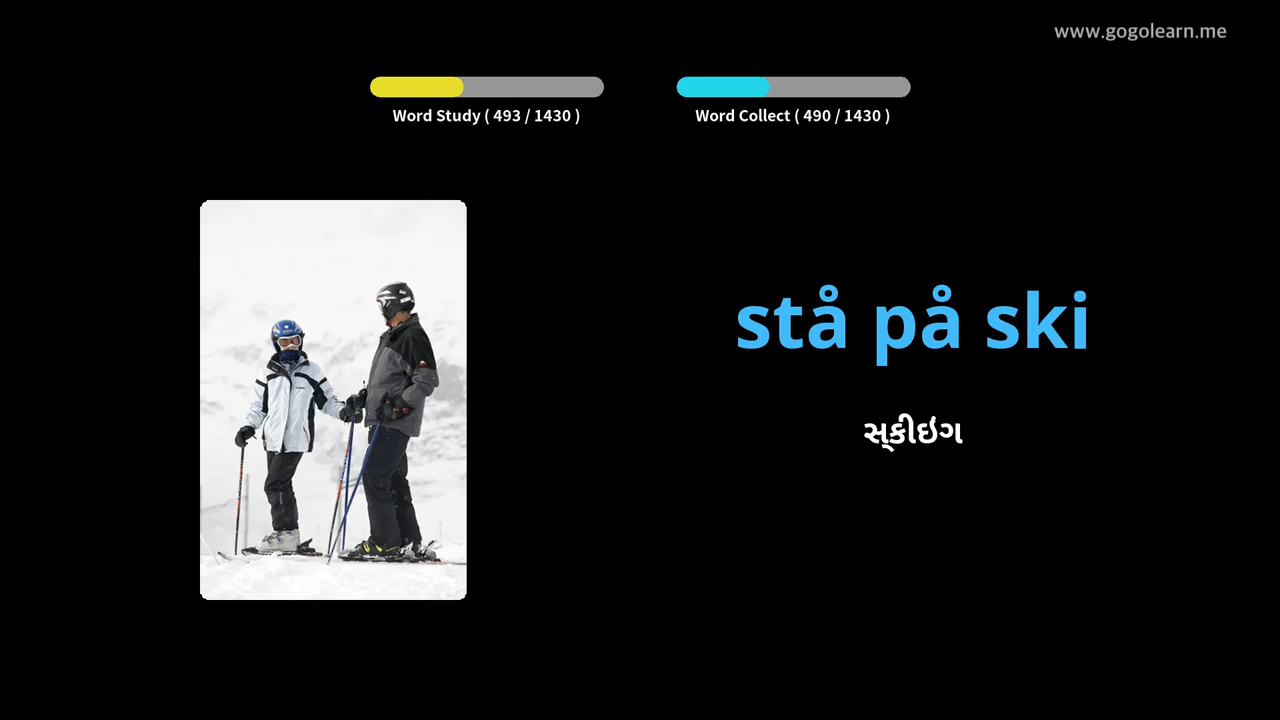 www.gogolearn.me
Word Study ( 493 / 1430 )
Word Collect ( 490 / 1430 )
stå på ski
સ્કીઇંગ